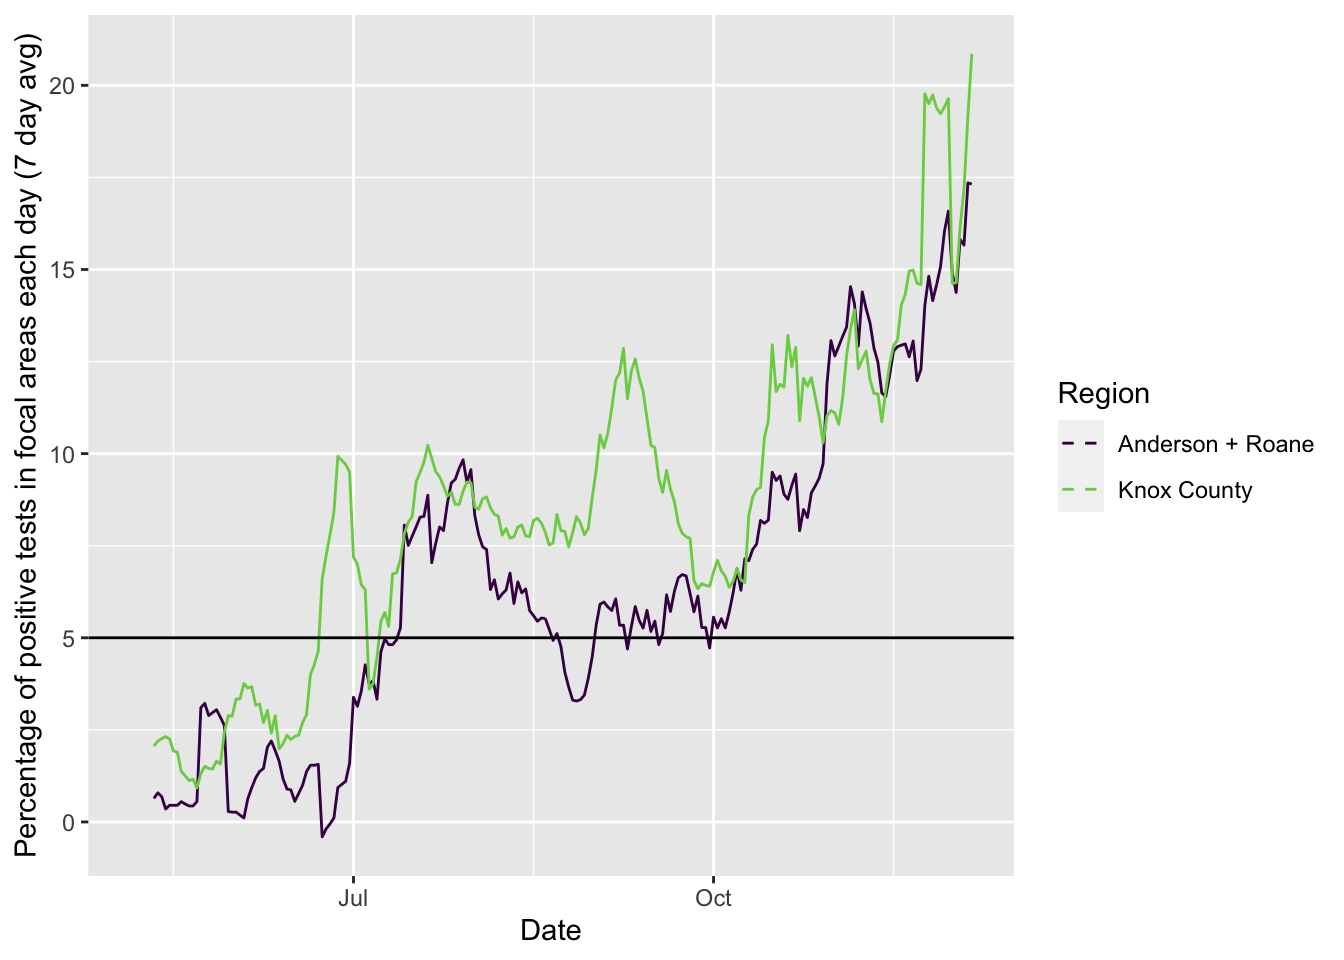 Percentage of positive tests in focal areas each day (7 day avg)
20
15
10
5
0
Jul
Oct
Date
Region
Anderson + Roane
Knox County